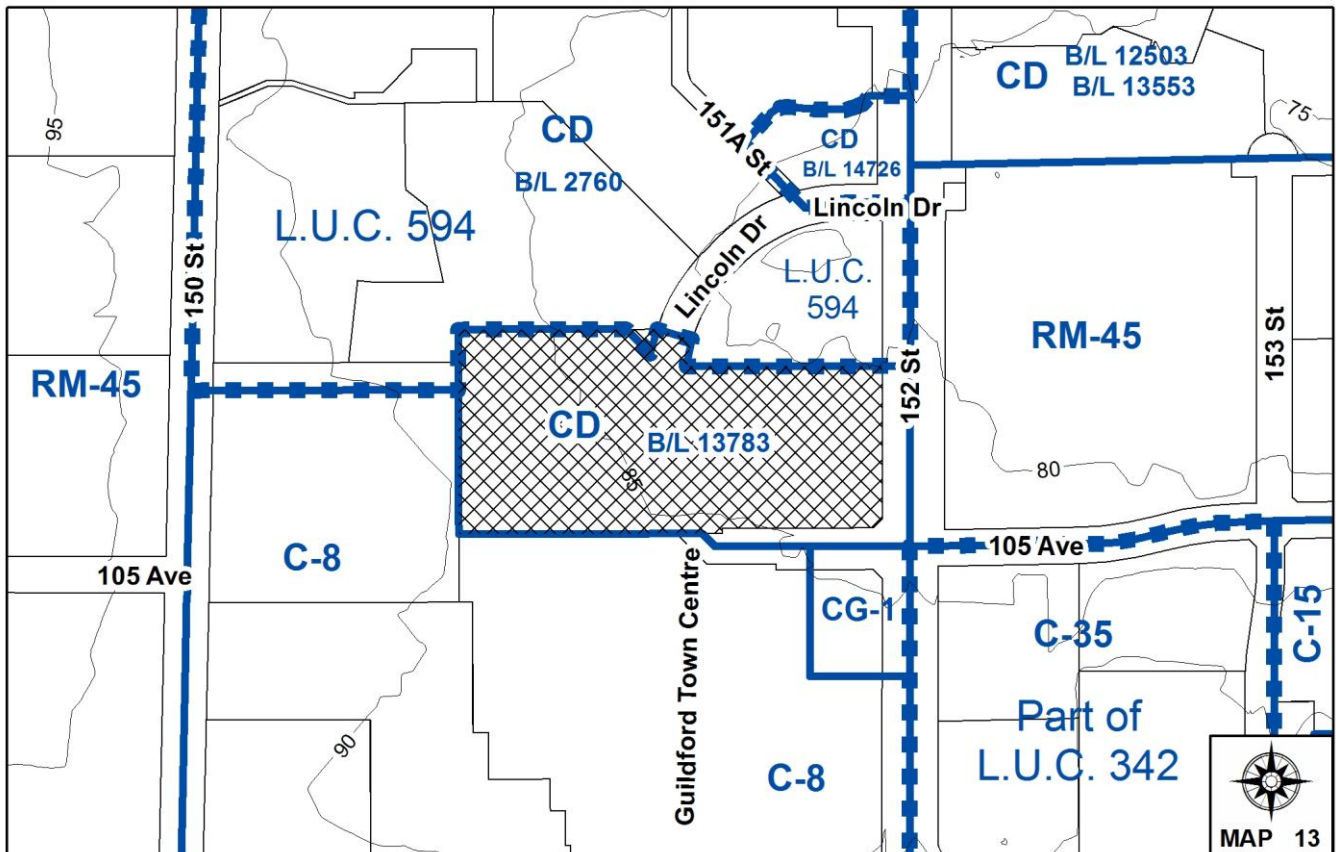 B/L 12503
CD
B/L 13553
75
95
CD
151A St
CD
B/L 14726
B/L 2760
Lincoln Dr
L.U.C. 594
Lincoln Dr
150 St
L.U.C.
594
RM-45
153 St
RM-45
152 St
CD
B/L 13783
85
80
105 Ave
C-8
105 Ave
CG-1
C-35
C-15
Guildford Town Centre
90
C-8
Part of
L.U.C. 342
MAP 13